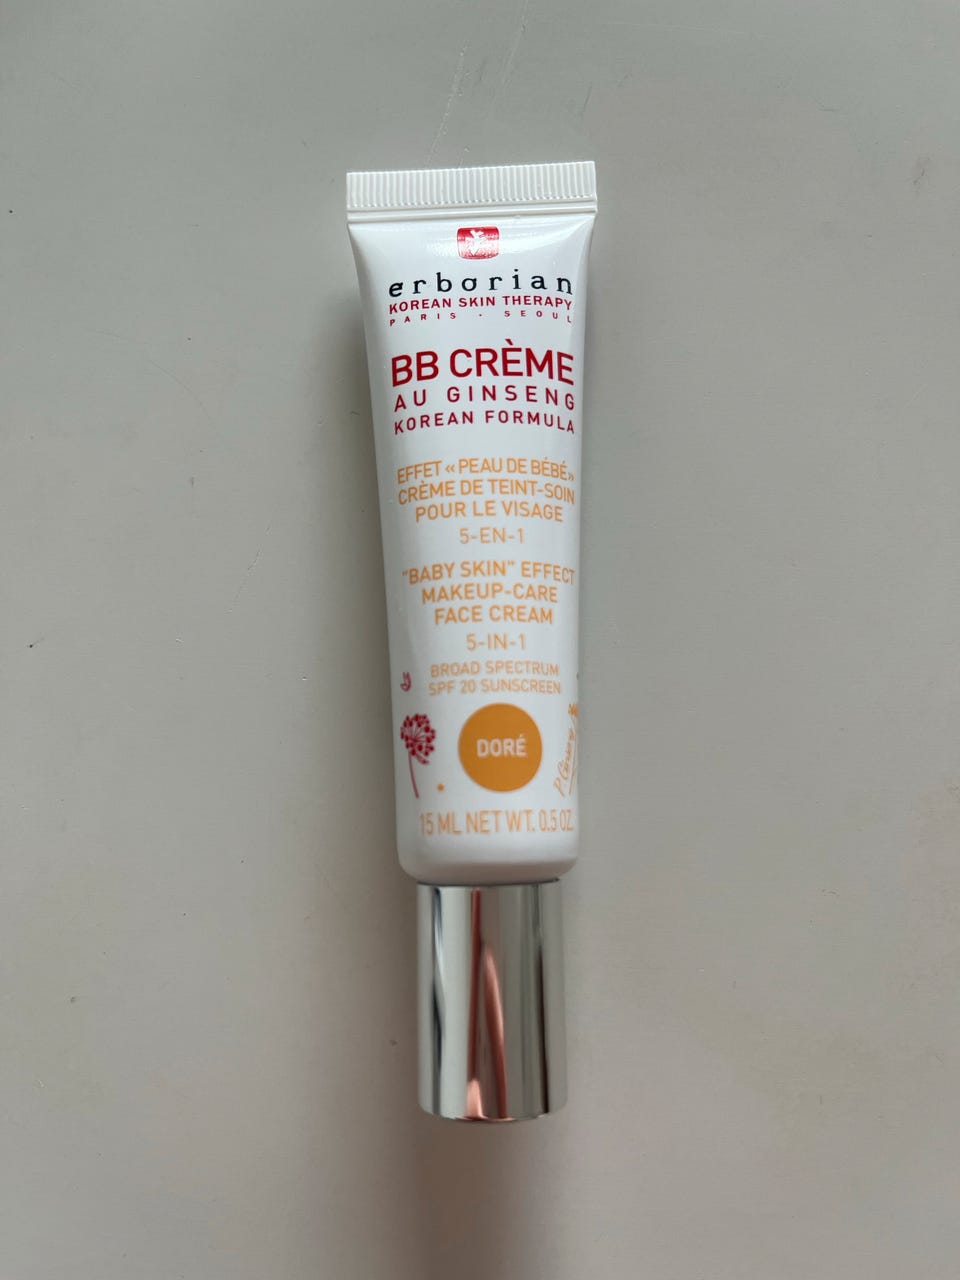 erborian
KOREAN SKIN THERAPY
PARIS · SEOUL
BB CRÈME
AU GINSENG
KOREAN FORMULA
EFFET «PEAU DE BÉBÉ»
CRÈME DE TEINT-SOIN
POUR LE VISAGE
5-EN-1
"BABY SKIN" EFFECT
MAKEUP-CARE
FACE CREAM
5-IN-1
BROAD SPECTRUM
SPF 20 SUNSCREEN
DORÉ
P. Ginseng
15 ML NET WT. 0.5 OZ.